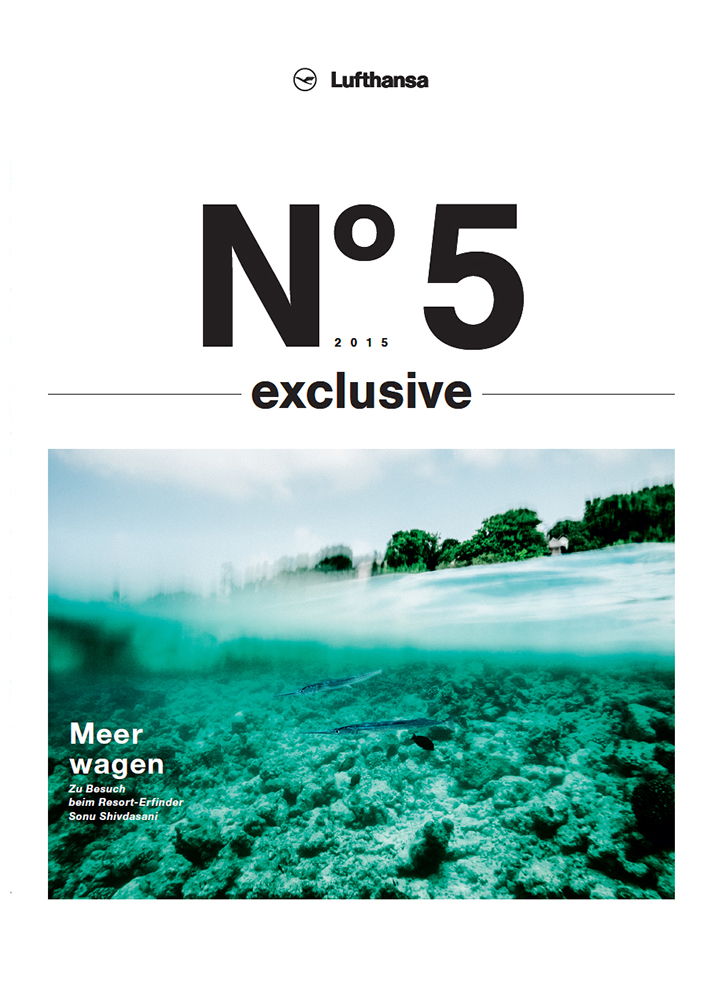 Lufthansa
Nº 5
2015
exclusive
Meer
wagen
Zu Besuch
beim Resort-Erfinder
Sonu Shivdasani